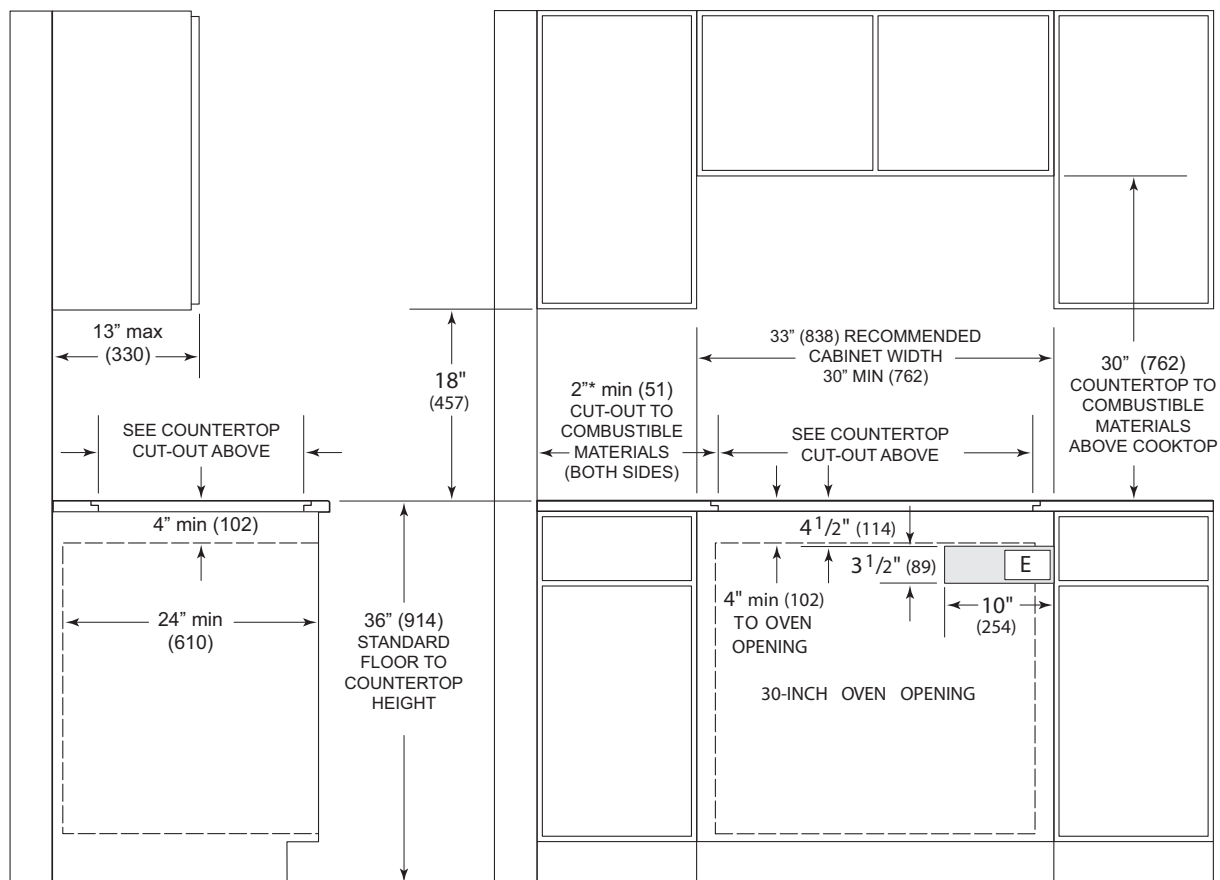 13” max
(330)
SEE COUNTERTOP
CUT-OUT ABOVE
4” min (102)
24” min
(610)
18"
(457)
36” (914)
STANDARD
FLOOR TO
COUNTERTOP
HEIGHT
2”* min (51)
CUT-OUT TO
COMBUSTIBLE
MATERIALS
(BOTH SIDES)
33” (838) RECOMMENDED
CABINET WIDTH
30” MIN (762)
SEE COUNTERTOP
CUT-OUT ABOVE
30” (762)
COUNTERTOP TO
COMBUSTIBLE
MATERIALS
ABOVE COOKTOP
4 1/2" (114)
3 1/2" (89)
E
10"
(254)
4" min (102)
TO OVEN
OPENING
30-INCH OVEN OPENING